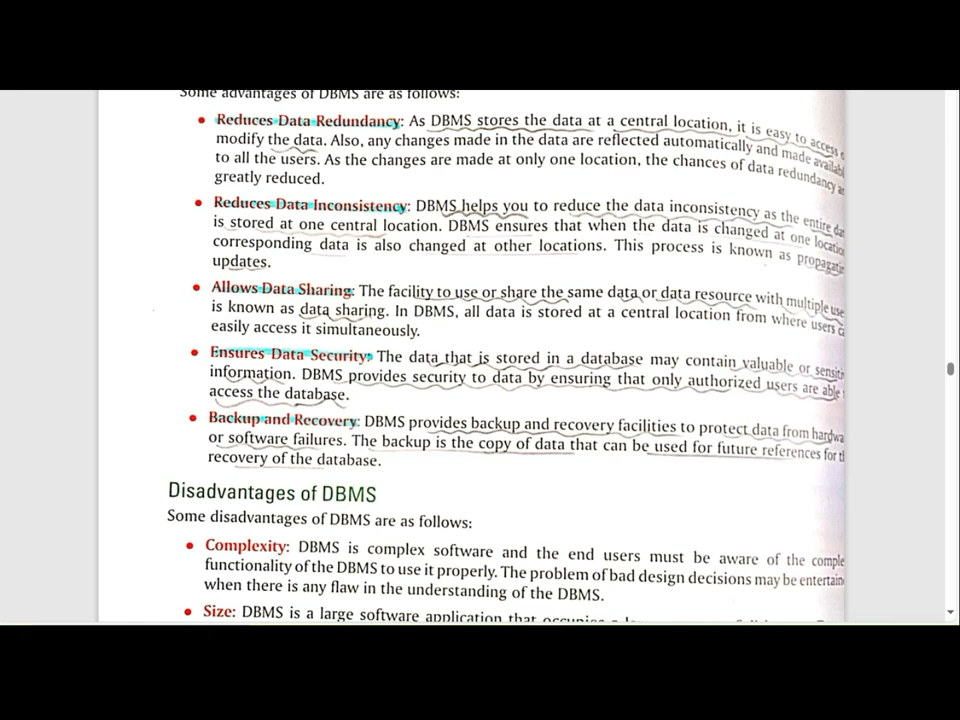 Some advantages of DBMS are as follows:
• Reduces Data Redundancy: As DBMS stores the data at a central location, it is easy to access
modify the data. Also, any changes made in the data are reflected automatically and made
to all the users. As the changes are made at only one location, the chances of data redundancy
greatly reduced.
• Reduces Data Inconsistency: DBMS helps you to reduce the data inconsistency as the entire
is stored at one central location. DBMS ensures that when the data is changed at one
corresponding data is also changed at other locations. This process is known as
updates.
• Allows Data Sharing: The facility to use or share the same data or data resource with multiple
is known as data sharing. In DBMS, all data is stored at a central location from where users
easily access it simultaneously.
• Ensures Data Security: The data that is stored in a database may contain valuable or
information. DBMS provides security to data by ensuring that only authorized users are able
access the database.
• Backup and Recovery: DBMS provides backup and recovery facilities to protect data from
or software failures. The backup is the copy of data that can be used for future references for
recovery of the database.
Disadvantages of DBMS
Some disadvantages of DBMS are as follows:
• Complexity: DBMS is complex software and the end users must be aware of the
functionality of the DBMS to use it properly. The problem of bad design decisions may be
when there is any flaw in the understanding of the DBMS.
• Size: DBMS is a large software application that